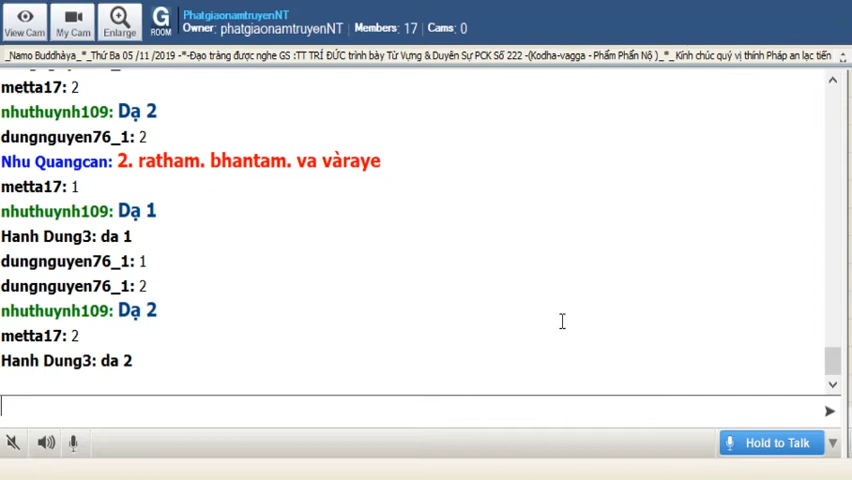 View Cam
My Cam
Enlarge
G
ROOM
PhatgiaonamtruyenNT
Owner: phatgiaonamtruyenNT Members: 17 Cams: 0
_Namo Buddhàya_*_Thứ Ba 05 /11 /2019 -*-Đạo tràng được nghe GS :TT TRÍ ĐỨC trình bày Từ Vựng & Duyên Sự PCK Số 222 -(Kodha-vagga - Phẩm Phẫn Nộ )_*_ Kính chúc quý vị thính Pháp an lạc tiến
metta17: 2
nhuthuynh109: Dạ 2
dungnguyen76_1: 2
Nhu Quangcan: 2. ratham. bhantam. va vàraye
metta17: 1
nhuthuynh109: Dạ 1
Hanh Dung3: da 1
dungnguyen76_1: 1
dungnguyen76_1: 2
nhuthuynh109: Dạ 2
metta17: 2
Hanh Dung3: da 2
Hold to Talk